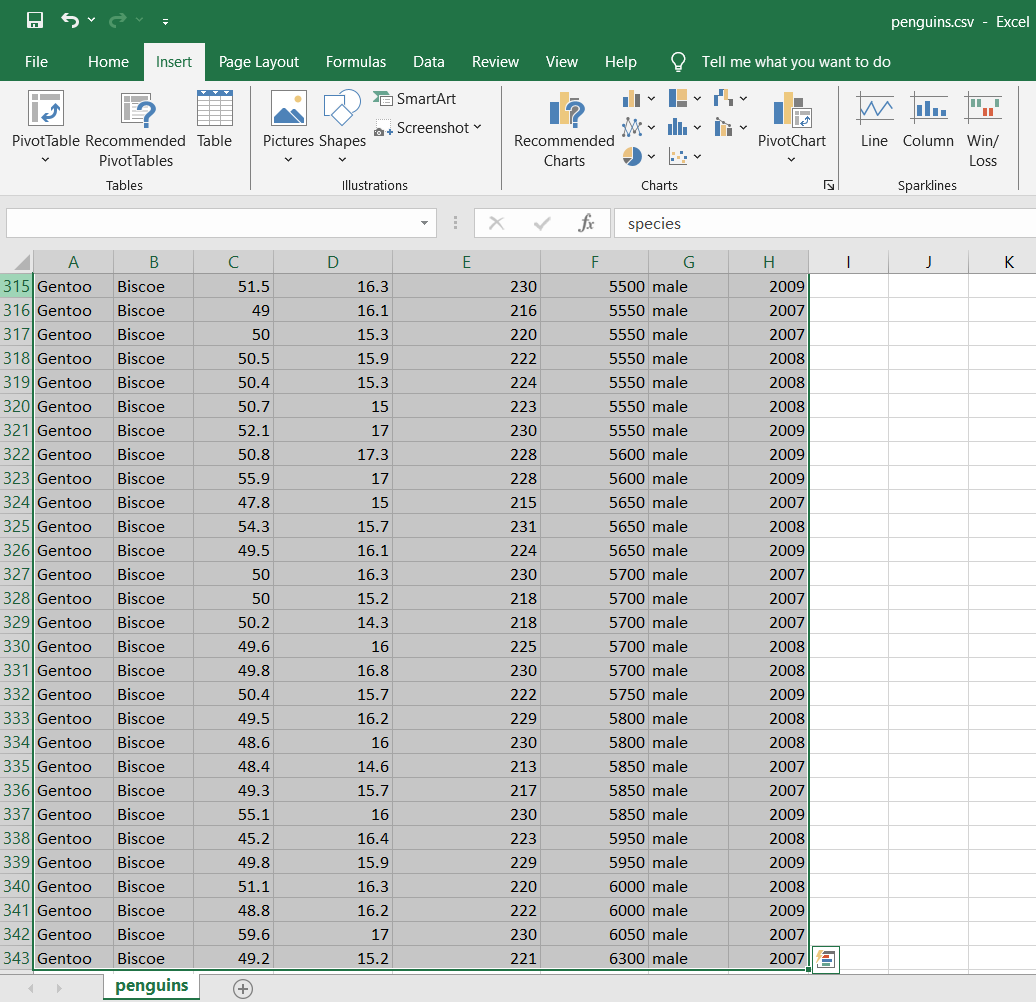 penguins.csv - Excel
File Home Insert Page Layout Formulas Data Review View Help Tell me what you want to do
PivotTable Recommended PivotTables Table Pictures Shapes SmartArt Screenshot Recommended Charts PivotChart Line Column Win/ Loss
Tables Illustrations Charts Sparklines
fx species
A B C D E F G H I J K
315 Gentoo Biscoe 51.5 16.3 230 5500 male 2009
316 Gentoo Biscoe 49 16.1 216 5550 male 2007
317 Gentoo Biscoe 50 15.3 220 5550 male 2007
318 Gentoo Biscoe 50.5 15.9 222 5550 male 2008
319 Gentoo Biscoe 50.4 15.3 224 5550 male 2008
320 Gentoo Biscoe 50.7 15 223 5550 male 2008
321 Gentoo Biscoe 52.1 17 230 5550 male 2009
322 Gentoo Biscoe 50.8 17.3 228 5600 male 2009
323 Gentoo Biscoe 55.9 17 228 5600 male 2009
324 Gentoo Biscoe 47.8 15 215 5650 male 2007
325 Gentoo Biscoe 54.3 15.7 231 5650 male 2008
326 Gentoo Biscoe 49.5 16.1 224 5650 male 2009
327 Gentoo Biscoe 50 16.3 230 5700 male 2007
328 Gentoo Biscoe 50 15.2 218 5700 male 2007
329 Gentoo Biscoe 50.2 14.3 218 5700 male 2007
330 Gentoo Biscoe 49.6 16 225 5700 male 2008
331 Gentoo Biscoe 49.8 16.8 230 5700 male 2008
332 Gentoo Biscoe 50.4 15.7 222 5750 male 2009
333 Gentoo Biscoe 49.5 16.2 229 5800 male 2008
334 Gentoo Biscoe 48.6 16 230 5800 male 2008
335 Gentoo Biscoe 48.4 14.6 213 5850 male 2007
336 Gentoo Biscoe 49.3 15.7 217 5850 male 2007
337 Gentoo Biscoe 55.1 16 230 5850 male 2009
338 Gentoo Biscoe 45.2 16.4 223 5950 male 2008
339 Gentoo Biscoe 49.8 15.9 229 5950 male 2009
340 Gentoo Biscoe 51.1 16.3 220 6000 male 2008
341 Gentoo Biscoe 48.8 16.2 222 6000 male 2009
342 Gentoo Biscoe 59.6 17 230 6050 male 2007
343 Gentoo Biscoe 49.2 15.2 221 6300 male 2007
penguins